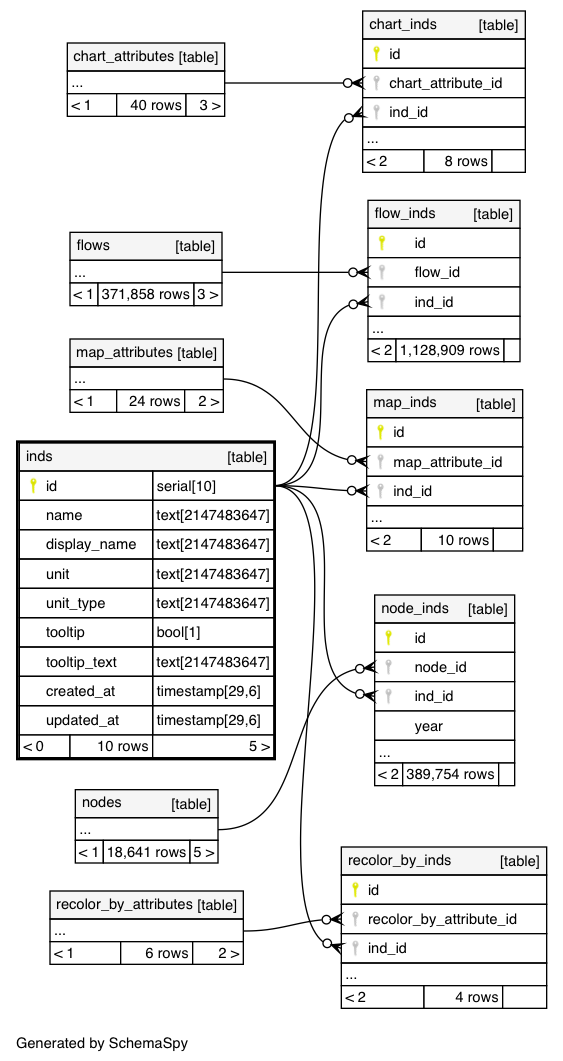 chart_attributes [table]
...
< 1 40 rows 3 >
chart_inds [table]
id
chart_attribute_id
ind_id
...
< 2 8 rows
flows [table]
...
< 1 371,858 rows 3 >
flow_inds [table]
id
flow_id
ind_id
...
< 2 1,128,909 rows
map_attributes [table]
...
< 1 24 rows 2 >
map_inds [table]
id
map_attribute_id
ind_id
...
< 2 10 rows
inds [table]
id serial[10]
name text[2147483647]
display_name text[2147483647]
unit text[2147483647]
unit_type text[2147483647]
tooltip bool[1]
tooltip_text text[2147483647]
created_at timestamp[29,6]
updated_at timestamp[29,6]
< 0 10 rows 5 >
node_inds [table]
id
node_id
ind_id
year
...
< 2 389,754 rows
nodes [table]
...
< 1 18,641 rows 5 >
recolor_by_attributes [table]
...
< 1 6 rows 2 >
recolor_by_inds [table]
id
recolor_by_attribute_id
ind_id
...
< 2 4 rows
Generated by SchemaSpy